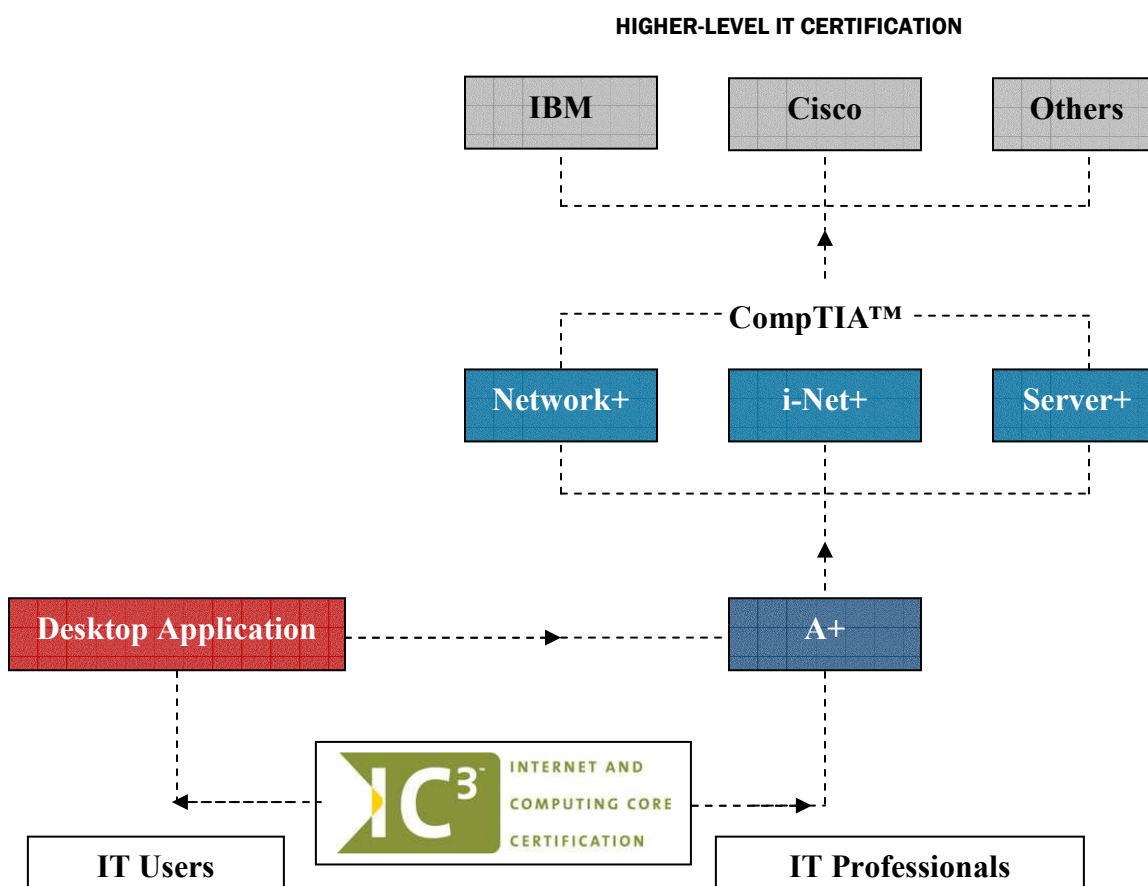 HIGHER-LEVEL IT CERTIFICATION
IBM
Cisco
Others
CompTIA™
Network+
i-Net+
Server+
Desktop Application
A+
IC³™
INTERNET AND
COMPUTING CORE
CERTIFICATION
IT Users
IT Professionals